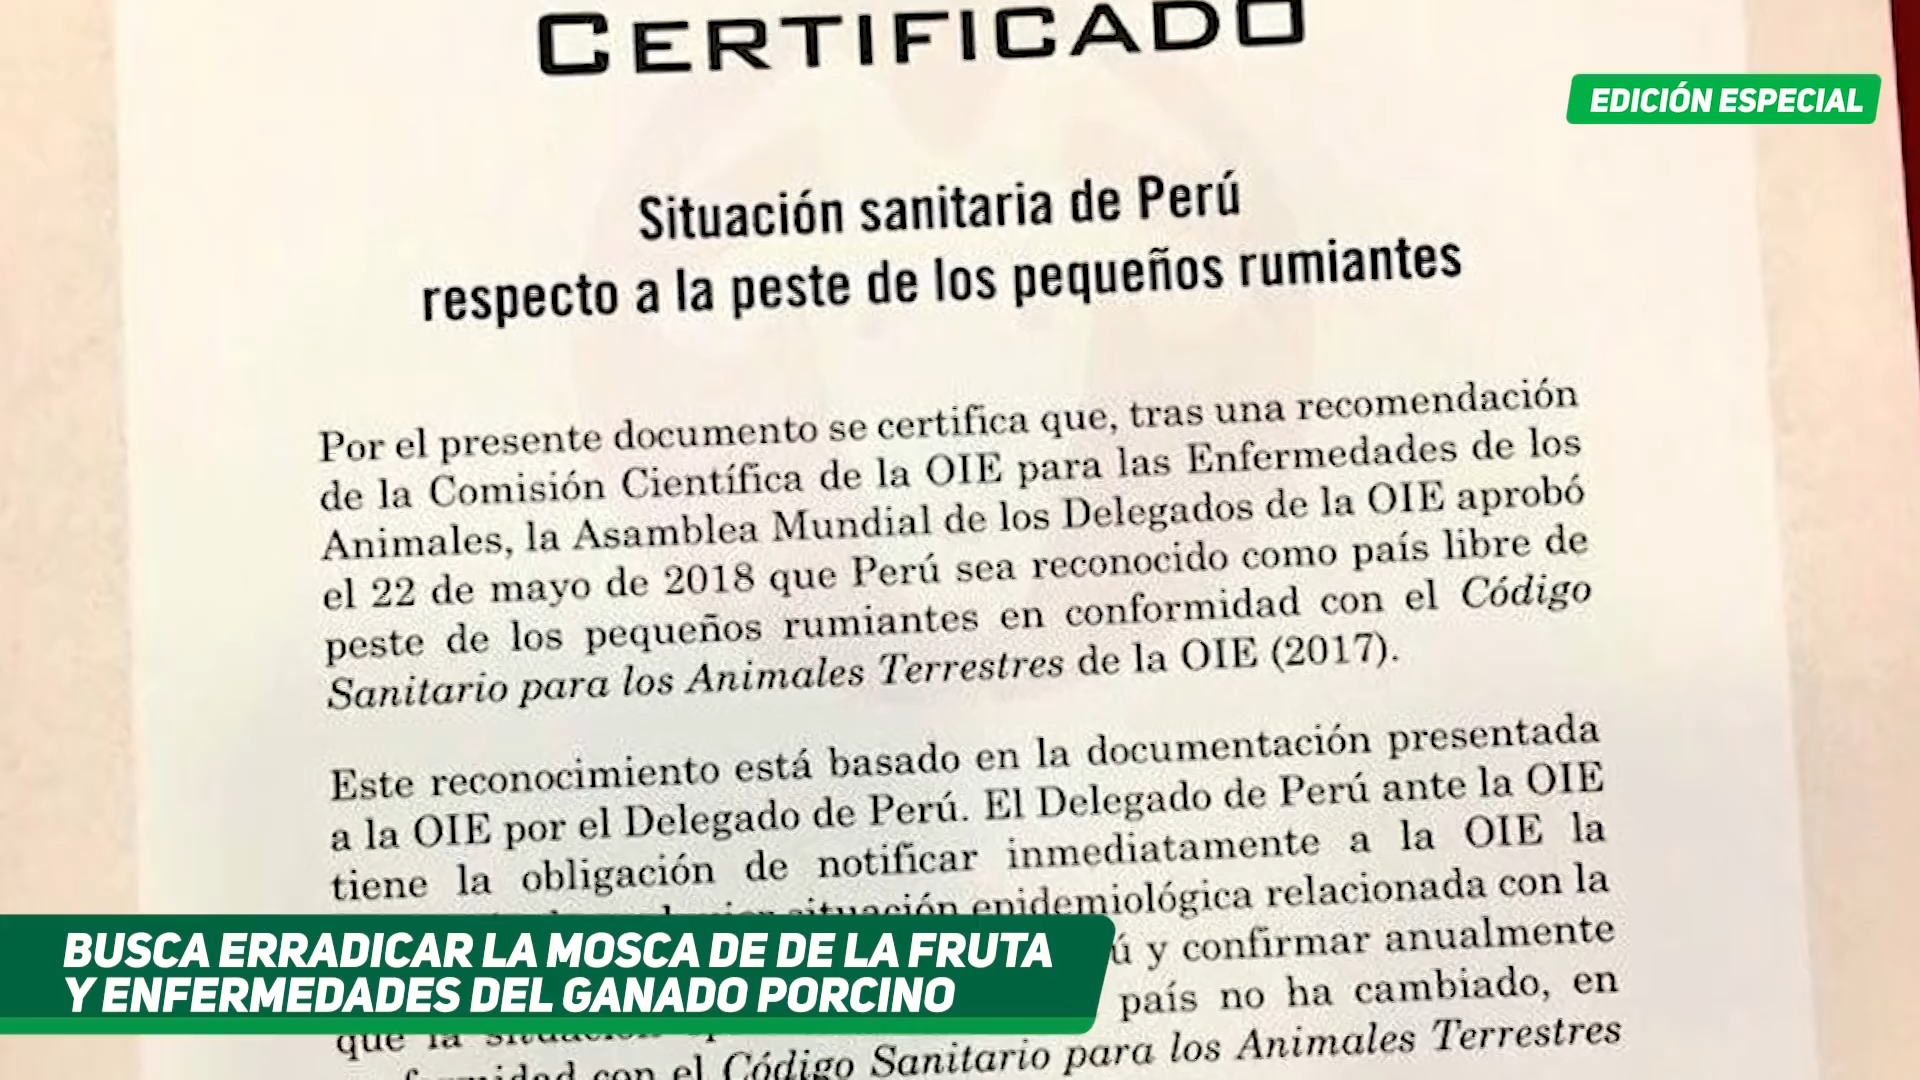 CERTIFICADO
EDICIÓN ESPECIAL
Situación sanitaria de Perú
respecto a la peste de los pequeños rumiantes
Por el presente documento se certifica que, tras una recomendación
de la Comisión Científica de la OIE para las Enfermedades de los
Animales, la Asamblea Mundial de los Delegados de la OIE aprobó
el 22 de mayo de 2018 que Perú sea reconocido como país libre de
peste de los pequeños rumiantes en conformidad con el Código
Sanitario para los Animales Terrestres de la OIE (2017).
Este reconocimiento está basado en la documentación presentada
a la OIE por el Delegado de Perú. El Delegado de Perú ante la OIE
tiene la obligación de notificar inmediatamente a la OIE la
situación epidemiológica relacionada con la
y confirmar anualmente
país no ha cambiado, en
que la
con el Código Sanitario para los Animales Terrestres
BUSCA ERRADICAR LA MOSCA DE DE LA FRUTA
Y ENFERMEDADES DEL GANADO PORCINO